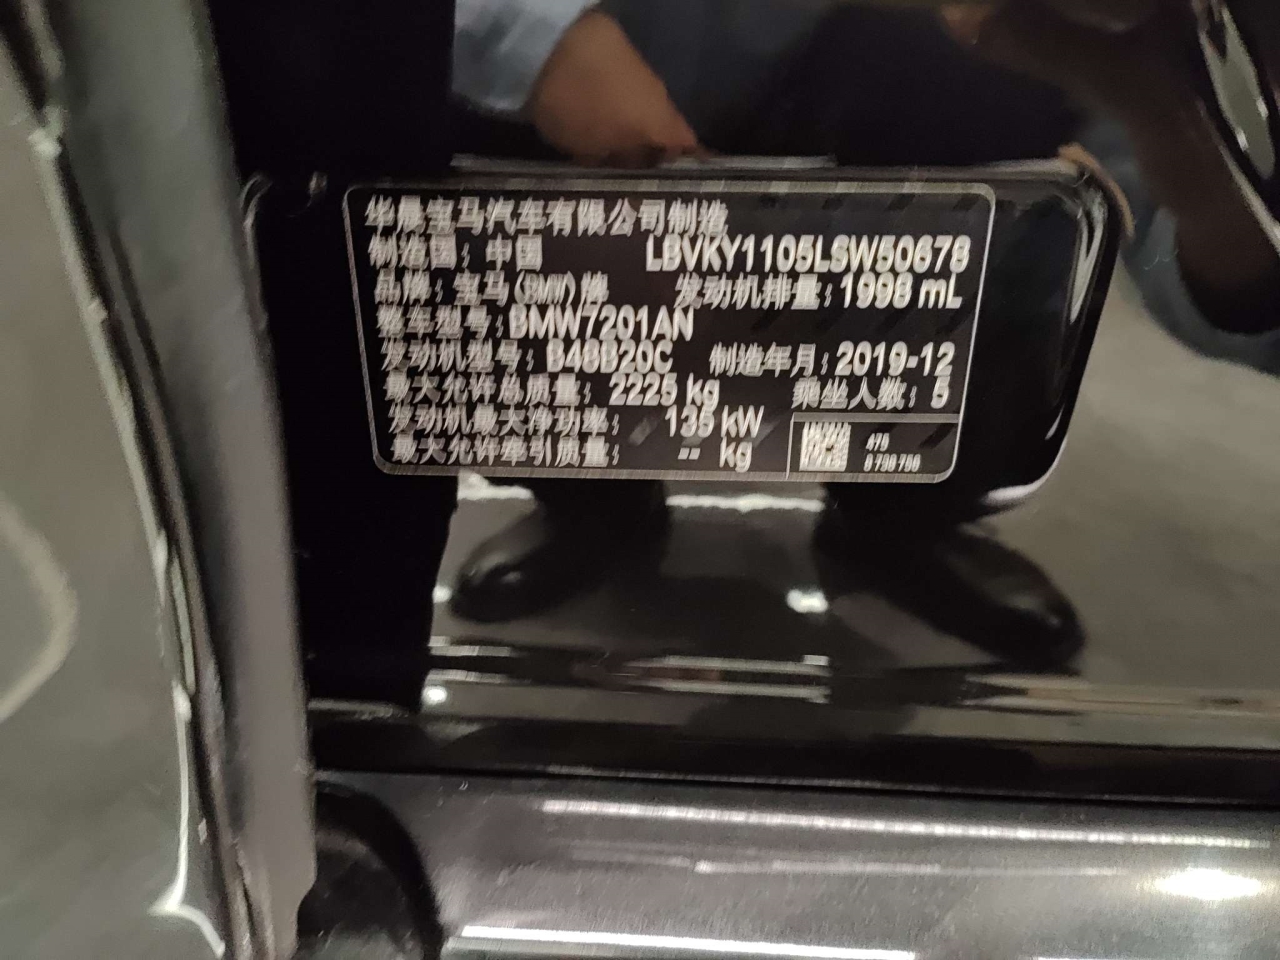 华晨宝马汽车有限公司制造
制造国：中国 LBVKY1105LSW50678
品牌：宝马(BMW)牌 发动机排量：1998 mL
整车型号：BMW7201AN
发动机型号：B48B20C 制造年月：2019-12
最大允许总质量：2225 kg 乘坐人数：5
发动机最大净功率： 135 kW
最大允许牵引质量： -- kg